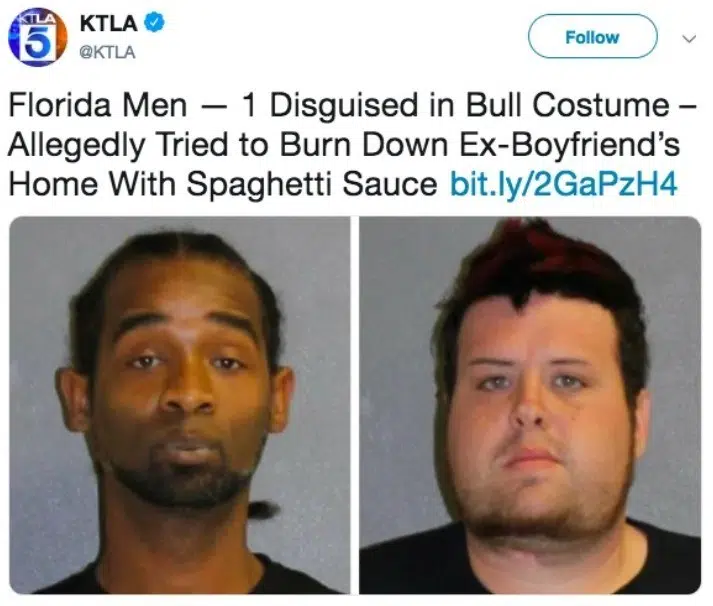 KTLA
5
KTLA
@KTLA
Follow
Florida Men — 1 Disguised in Bull Costume –
Allegedly Tried to Burn Down Ex-Boyfriend's
Home With Spaghetti Sauce bit.ly/2GaPzH4